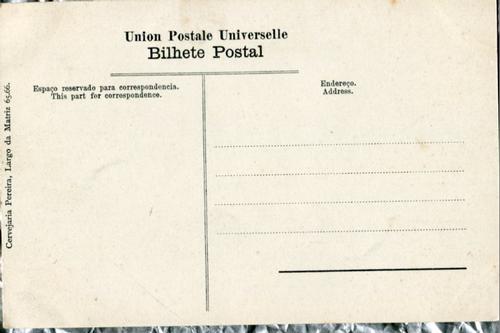 Union Postale Universelle
Bilhete Postal
Espaço reservado para correspondencia.
This part for correspondence.
Endereço.
Address.
Cervejaria Pereira, Largo da Matriz 65.66.